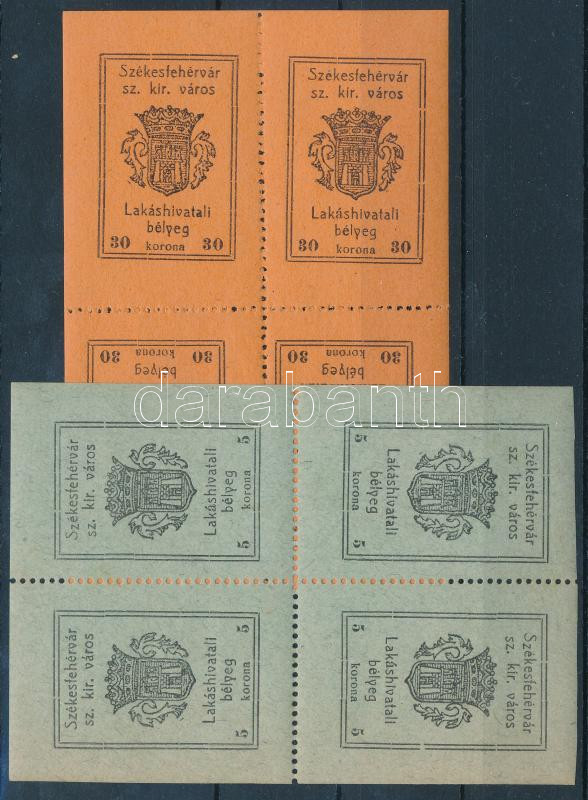 Székesfehérvár
sz. kir. város
Lakáshivatali
bélyeg
30 korona 30
Székesfehérvár
sz. kir. város
Lakáshivatali
bélyeg
30 korona 30
bélyeg
30 korona 30
bélyeg
30 korona 30
darabanth
Székesfehérvár
sz. kir. város
Lakáshivatali
bélyeg
5 korona 5
Székesfehérvár
sz. kir. város
Lakáshivatali
bélyeg
5 korona 5
Székesfehérvár
sz. kir. város
Lakáshivatali
bélyeg
5 korona 5
Székesfehérvár
sz. kir. város
Lakáshivatali
bélyeg
5 korona 5